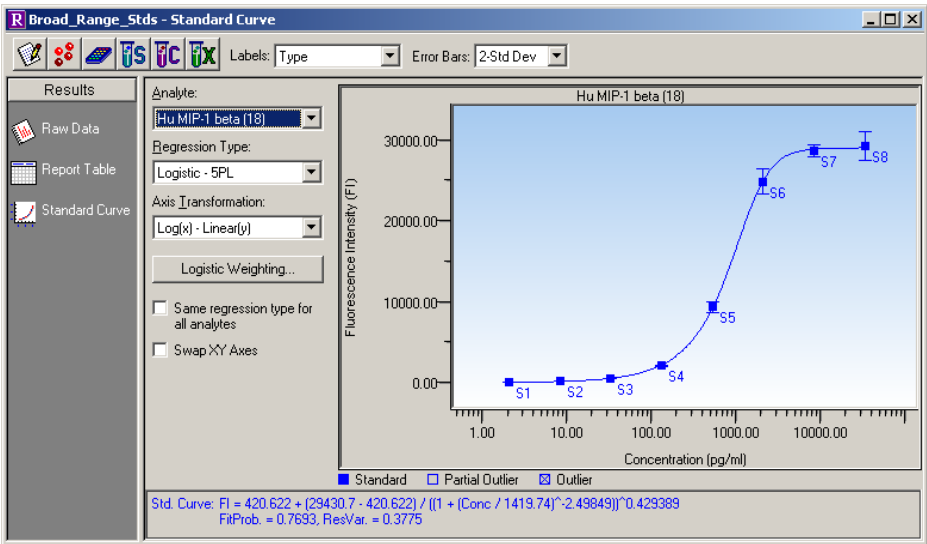 R Broad_Range_Stds - Standard Curve
S C X Labels: Type Error Bars: 2-Std Dev
Results
Raw Data
Report Table
Standard Curve
Analyte:
Hu MIP-1 beta (18)
Regression Type:
Logistic - 5PL
Axis Transformation:
Log(x) - Linear(y)
Logistic Weighting...
Same regression type for
all analytes
Swap XY Axes
Hu MIP-1 beta (18)
Fluorescence Intensity (FI)
30000.00
20000.00
10000.00
0.00
S1
S2
S3
S4
S5
S6
S7
S8
1.00 10.00 100.00 1000.00 10000.00
Concentration (pg/ml)
Standard Partial Outlier Outlier
Std. Curve: FI = 420.622 + (29430.7 - 420.622) / ((1 + (Conc / 1419.74)^-2.49849))^0.429389
FitProb. = 0.7693, ResVar. = 0.3775